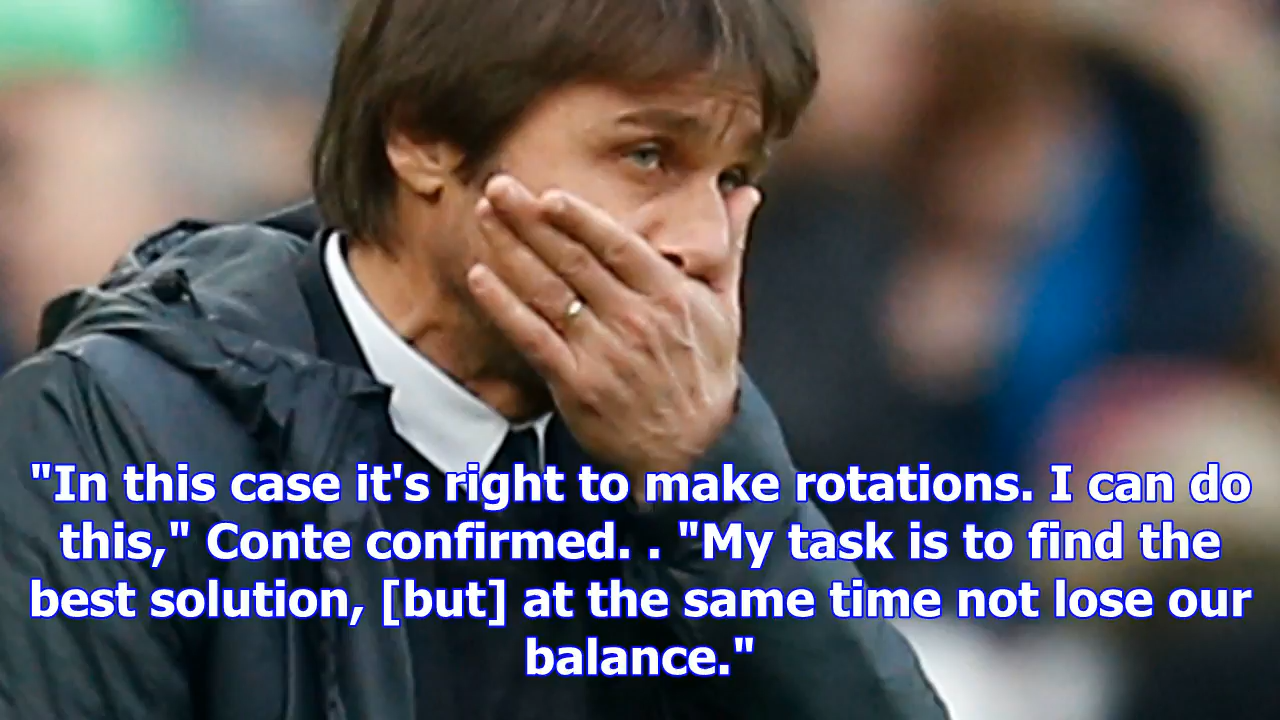 "In this case it's right to make rotations. I can do
this," Conte confirmed. . "My task is to find the
best solution, [but] at the same time not lose our
balance."